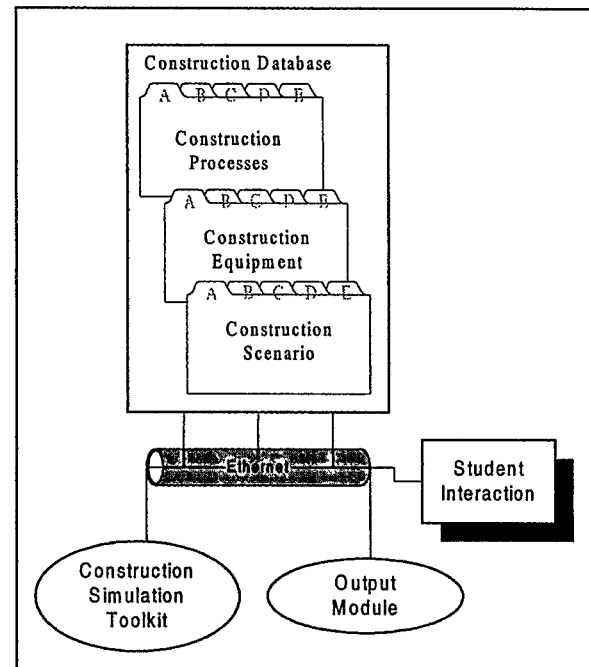 Construction Database
A B C D E
Construction
Processes
A B C D E
Construction
Equipment
A B C D E
Construction
Scenario
Ethernet
Student
Interaction
Construction
Simulation
Toolkit
Output
Module